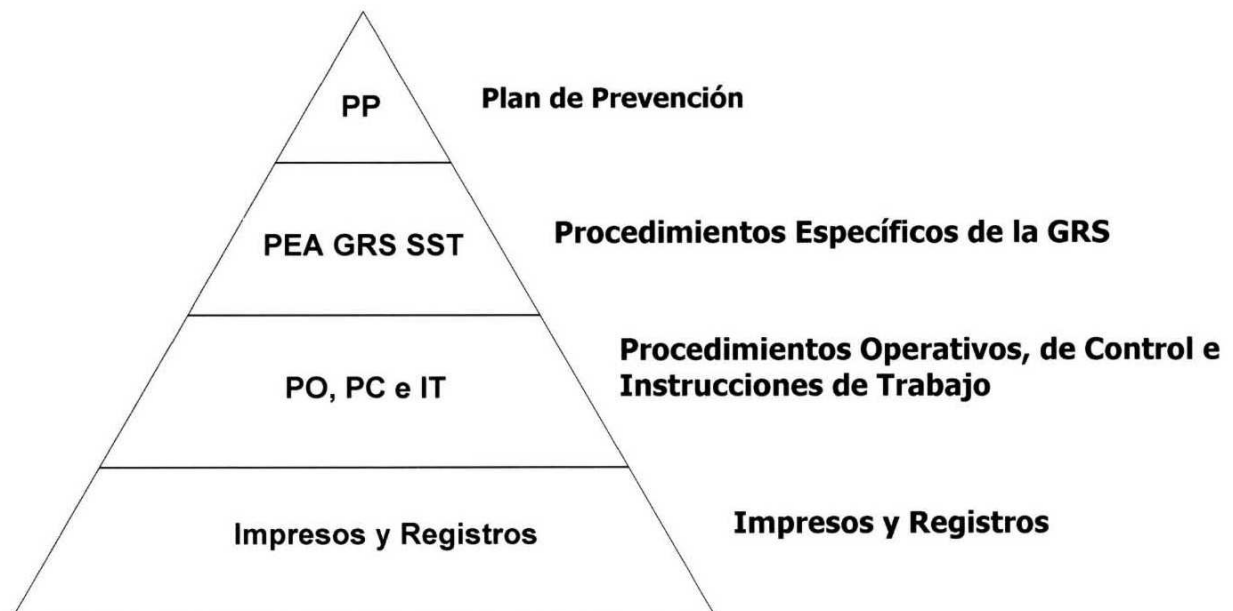 PP
Plan de Prevención
PEA GRS SST
Procedimientos Específicos de la GRS
PO, PC e IT
Procedimientos Operativos, de Control e
Instrucciones de Trabajo
Impresos y Registros
Impresos y Registros